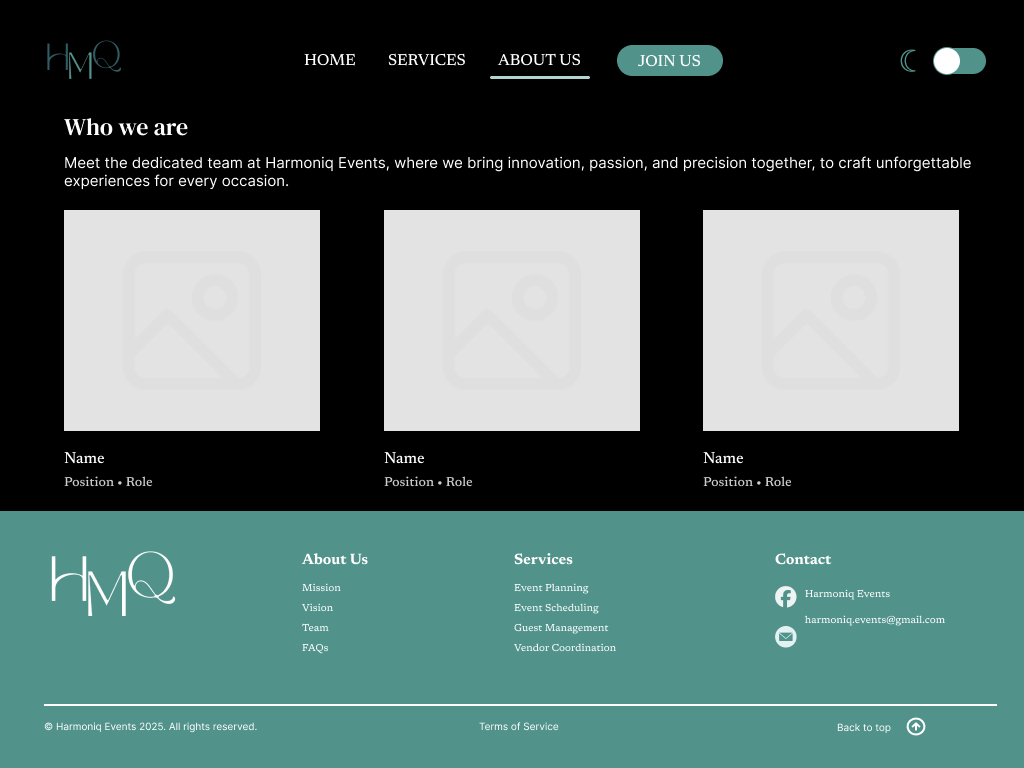 HMQ
HOME SERVICES ABOUT US JOIN US
Who we are
Meet the dedicated team at Harmoniq Events, where we bring innovation, passion, and precision together, to craft unforgettable
experiences for every occasion.
Name
Position • Role
Name
Position • Role
Name
Position • Role
HMQ
About Us
Mission
Vision
Team
FAQs
Services
Event Planning
Event Scheduling
Guest Management
Vendor Coordination
Contact
Harmoniq Events
harmoniq.events@gmail.com
© Harmoniq Events 2025. All rights reserved.
Terms of Service
Back to top